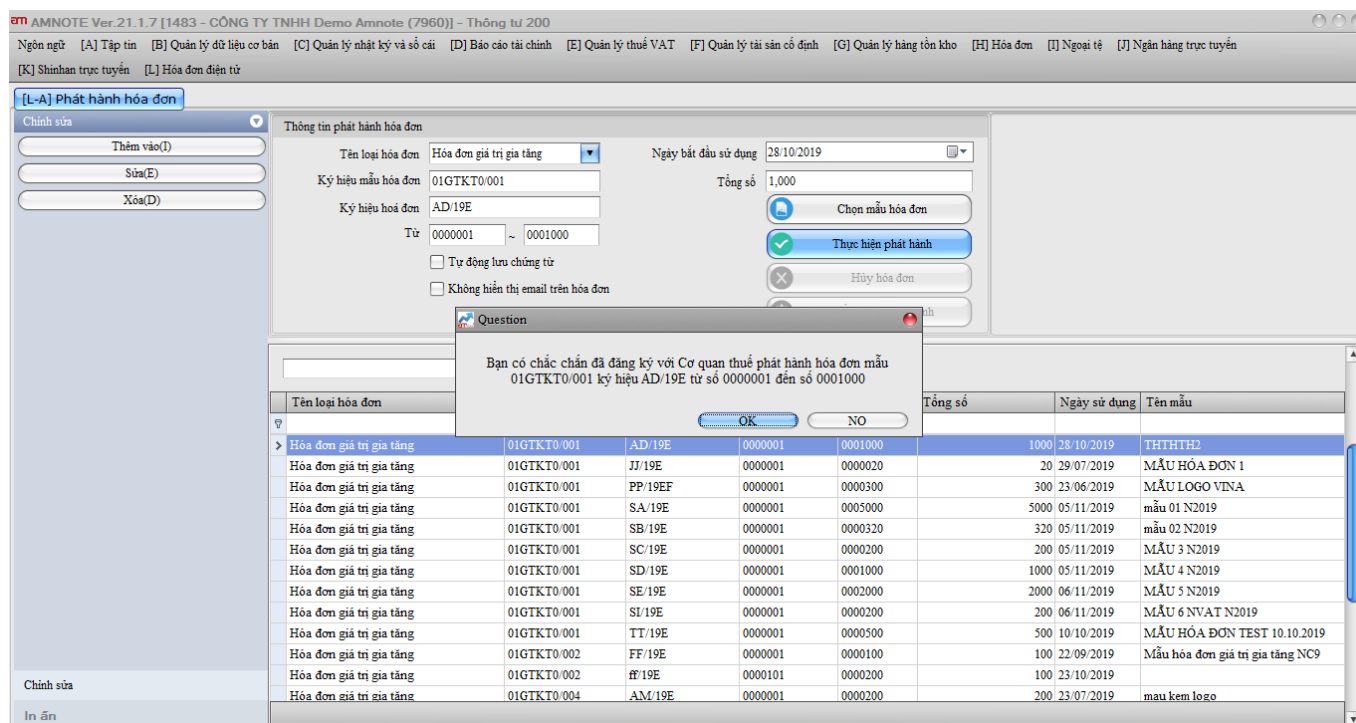 am AMNOTE Ver.21.1.7 [1483 - CÔNG TY TNHH Demo Amnote (7960)] - Thông tư 200
Ngôn ngữ [A] Tập tin [B] Quản lý dữ liệu cơ bản [C] Quản lý nhật ký và sổ cái [D] Báo cáo tài chính [E] Quản lý thuế VAT [F] Quản lý tài sản cố định [G] Quản lý hàng tồn kho [H] Hóa đơn [I] Ngoại tệ [J] Ngân hàng trực tuyến
[K] Shinhan trực tuyến [L] Hóa đơn điện tử
[L-A] Phát hành hóa đơn
Chỉnh sửa
Thêm vào(I)
Sửa(E)
Xóa(D)
Thông tin phát hành hóa đơn
Tên loại hóa đơn Hóa đơn giá trị gia tăng Ngày bắt đầu sử dụng 28/10/2019
Ký hiệu mẫu hóa đơn 01GTKT0/001 Tổng số 1,000
Ký hiệu hoá đơn AD/19E Chọn mẫu hóa đơn
Từ 0000001 ~ 0001000 Thực hiện phát hành
Tự động lưu chứng từ Hủy hóa đơn
Không hiển thị email trên hóa đơn
nh
Question
Bạn có chắc chắn đã đăng ký với Cơ quan thuế phát hành hóa đơn mẫu
01GTKT0/001 ký hiệu AD/19E từ số 0000001 đến số 0001000
OK NO
Tên loại hóa đơn Tổng số Ngày sử dụng Tên mẫu
Hóa đơn giá trị gia tăng 01GTKT0/001 AD/19E 0000001 0001000 1000 28/10/2019 THTHTH2
Hóa đơn giá trị gia tăng 01GTKT0/001 JJ/19E 0000001 0000020 20 29/07/2019 MẪU HÓA ĐƠN 1
Hóa đơn giá trị gia tăng 01GTKT0/001 PP/19EF 0000001 0000300 300 23/06/2019 MẪU LOGO VINA
Hóa đơn giá trị gia tăng 01GTKT0/001 SA/19E 0000001 0005000 5000 05/11/2019 mẫu 01 N2019
Hóa đơn giá trị gia tăng 01GTKT0/001 SB/19E 0000001 0000320 320 05/11/2019 mẫu 02 N2019
Hóa đơn giá trị gia tăng 01GTKT0/001 SC/19E 0000001 0000200 200 05/11/2019 MẪU 3 N2019
Hóa đơn giá trị gia tăng 01GTKT0/001 SD/19E 0000001 0001000 1000 05/11/2019 MẪU 4 N2019
Hóa đơn giá trị gia tăng 01GTKT0/001 SE/19E 0000001 0002000 2000 06/11/2019 MẪU 5 N2019
Hóa đơn giá trị gia tăng 01GTKT0/001 SI/19E 0000001 0000200 200 06/11/2019 MẪU 6 NVAT N2019
Hóa đơn giá trị gia tăng 01GTKT0/001 TT/19E 0000001 0000500 500 10/10/2019 MẪU HÓA ĐƠN TEST 10.10.2019
Hóa đơn giá trị gia tăng 01GTKT0/002 FF/19E 0000001 0000100 100 22/09/2019 Mẫu hóa đơn giá trị gia tăng NC9
Hóa đơn giá trị gia tăng 01GTKT0/002 ff/19E 0000101 0000200 100 23/10/2019
Hóa đơn giá trị gia tăng 01GTKT0/004 AM/19E 0000001 0000200 200 23/07/2019 mau kem logo
Chỉnh sửa
In ấn